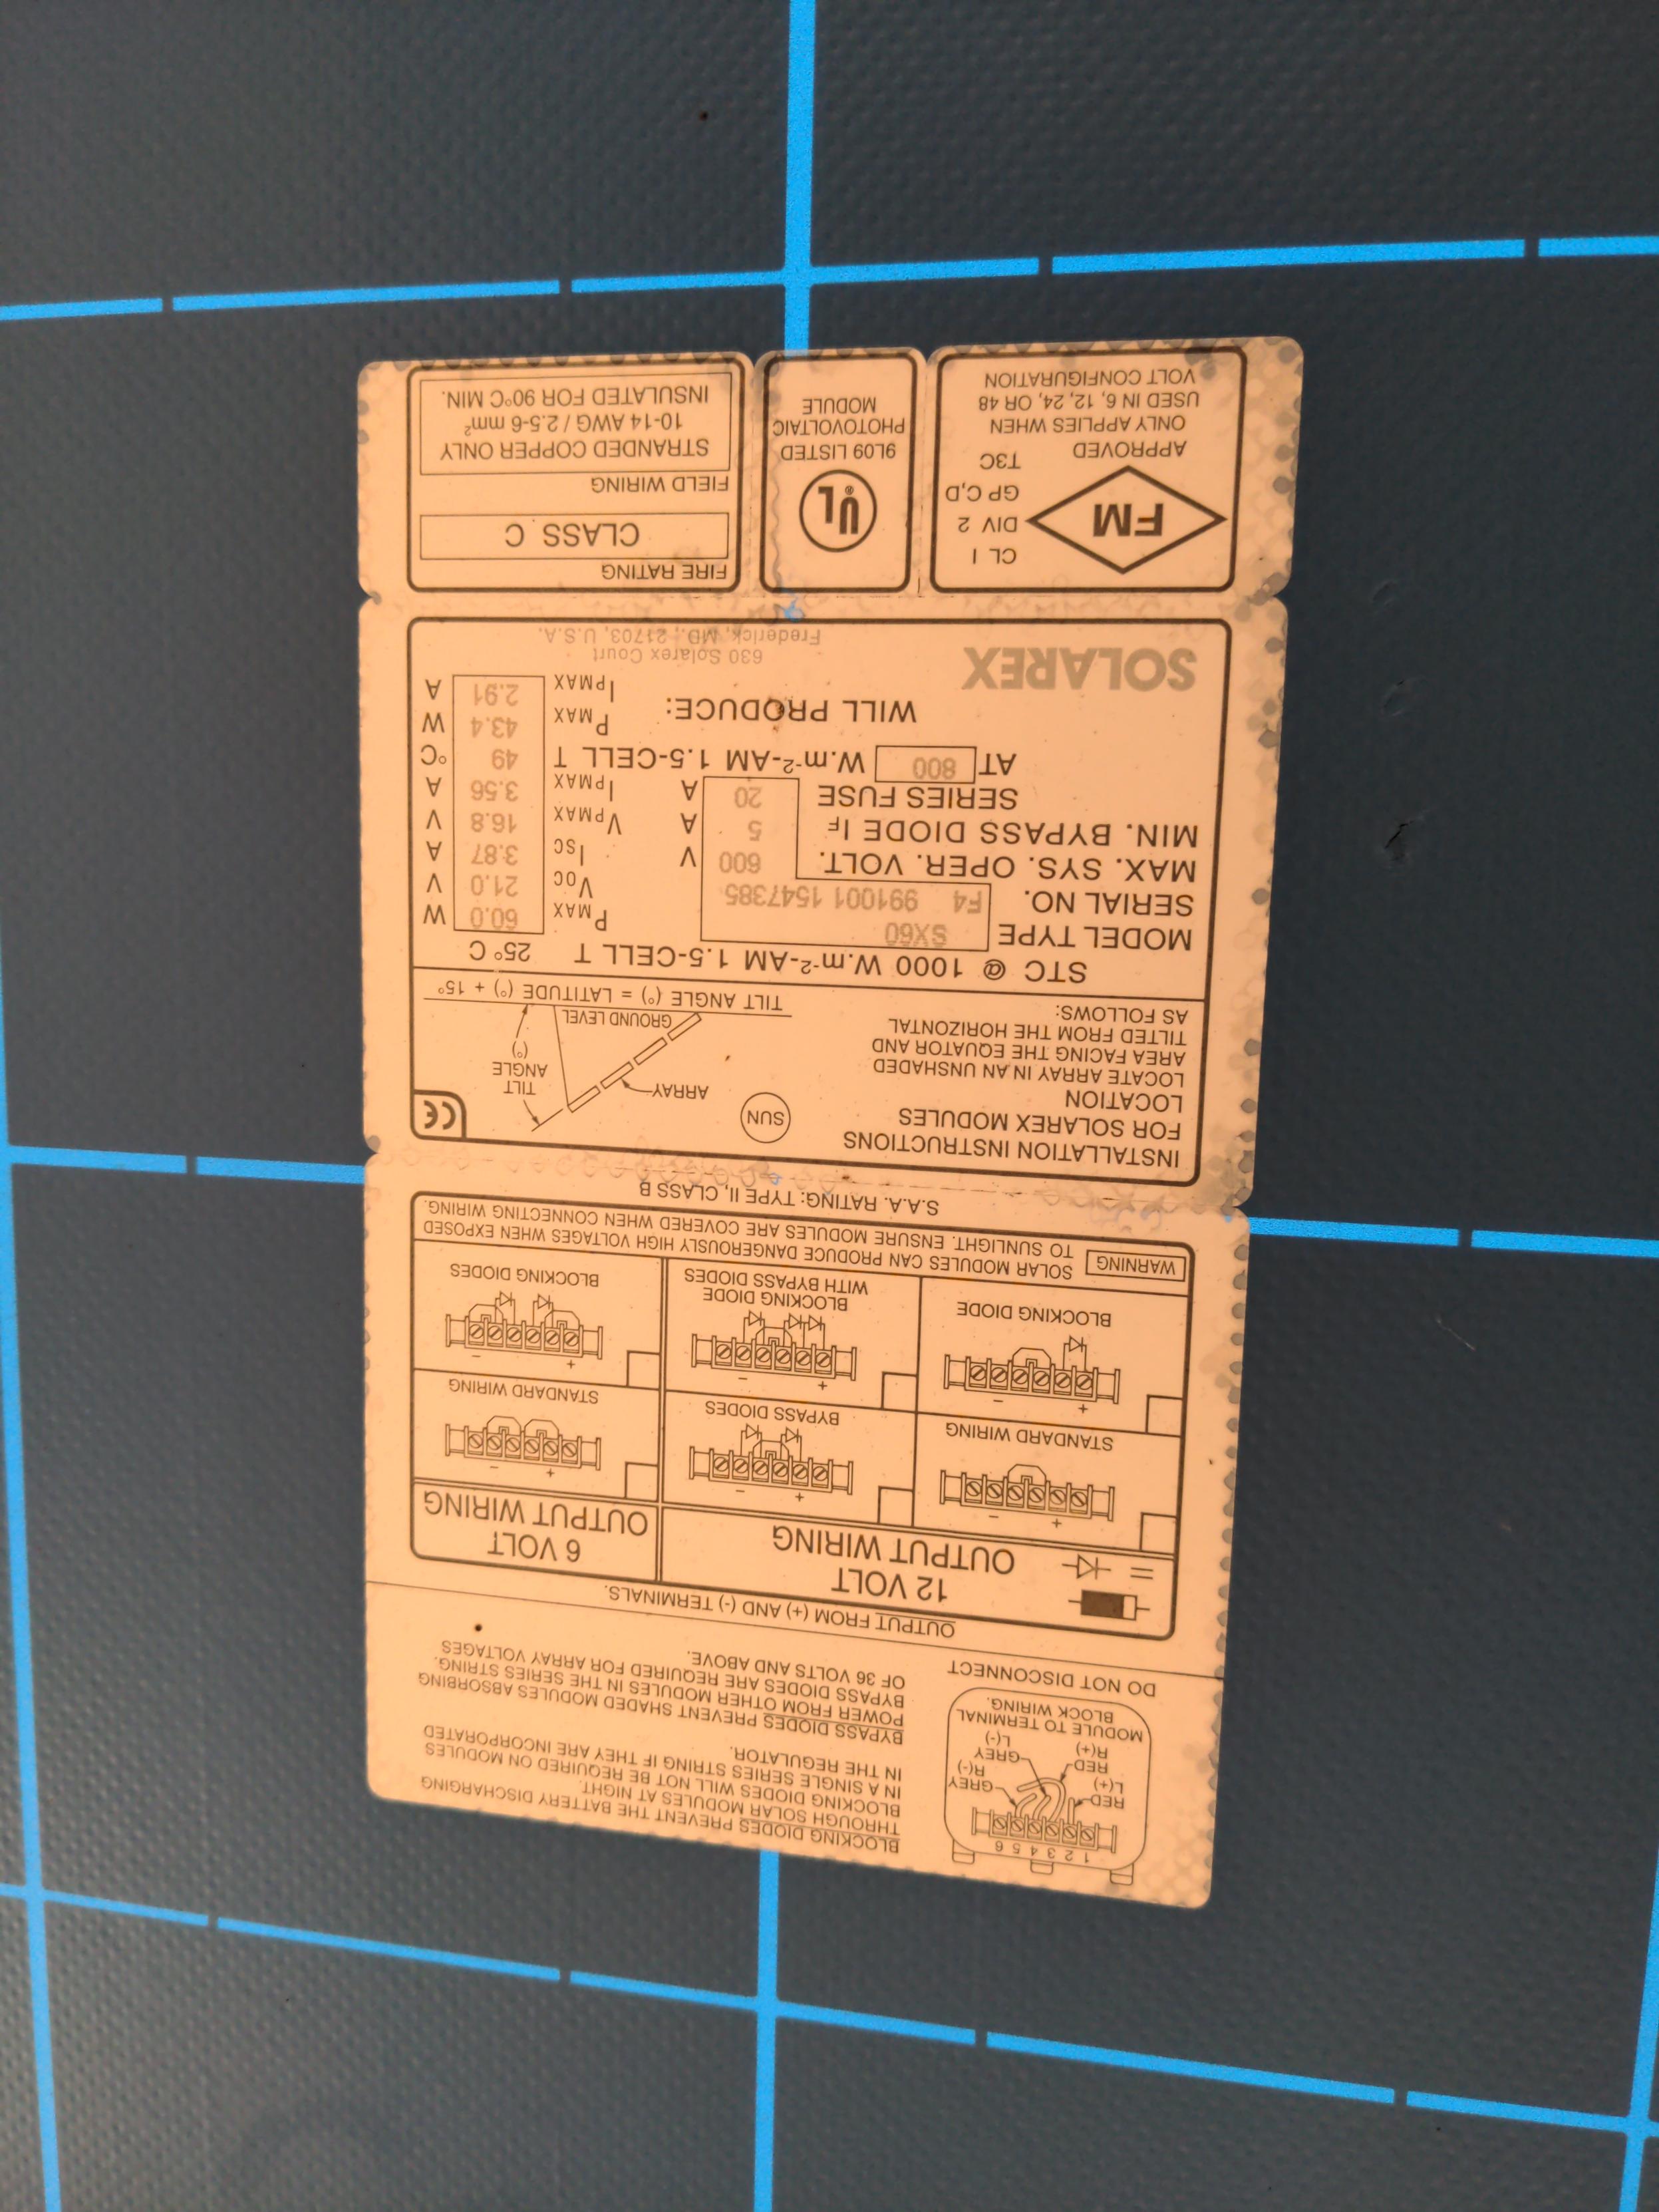 DO NOT DISCONNECT
MODULE TO TERMINAL
BLOCK WIRING.
1 2 3 4 5 6
RED
L(+)
RED
R(+)
GREY
R(-)
GREY
L(-)
BLOCKING DIODES PREVENT THE BATTERY DISCHARGING
THROUGH SOLAR MODULES AT NIGHT.
BLOCKING DIODES WILL NOT BE REQUIRED ON MODULES
IN A SINGLE SERIES STRING IF THEY ARE INCORPORATED
IN THE REGULATOR.
BYPASS DIODES PREVENT SHADED MODULES ABSORBING
POWER FROM OTHER MODULES IN THE SERIES STRING.
BYPASS DIODES ARE REQUIRED FOR ARRAY VOLTAGES
OF 36 VOLTS AND ABOVE.
OUTPUT FROM (+) AND (-) TERMINALS.
=
12 VOLT
OUTPUT WIRING
6 VOLT
OUTPUT WIRING
+ -
STANDARD WIRING
+ -
BYPASS DIODES
+ -
STANDARD WIRING
+ -
BLOCKING DIODE
+ -
BLOCKING DIODE
WITH BYPASS DIODES
+ -
BLOCKING DIODES
WARNING
SOLAR MODULES CAN PRODUCE DANGEROUSLY HIGH VOLTAGES WHEN EXPOSED
TO SUNLIGHT. ENSURE MODULES ARE COVERED WHEN CONNECTING WIRING.
S.A.A. RATING: TYPE II, CLASS B
INSTALLATION INSTRUCTIONS
FOR SOLAREX MODULES
LOCATION
LOCATE ARRAY IN AN UNSHADED
AREA FACING THE EQUATOR AND
TILTED FROM THE HORIZONTAL
AS FOLLOWS:
SUN
ARRAY
TILT
ANGLE
(°)
GROUND LEVEL
TILT ANGLE (°) = LATITUDE (°) + 15°
CE
STC @ 1000 W.m-2-AM 1.5-CELL T 25° C
MODEL TYPE SX60 PMAX 60.0 W
SERIAL NO. F4 991001 1547385 VOC 21.0 V
MAX. SYS. OPER. VOLT. 600 V ISC 3.87 A
MIN. BYPASS DIODE IF 5 A VPMAX 16.8 V
SERIES FUSE 20 A IPMAX 3.56 A
AT 800 W.m-2-AM 1.5-CELL T 49 °C
WILL PRODUCE: PMAX 43.4 W
IPMAX 2.91 A
SOLAREX
630 Solarex Court
Frederick, MD., 21703, U.S.A.
FM
CL I
DIV 2
GP C,D
T3C
APPROVED
ONLY APPLIES WHEN
USED IN 6, 12, 24, OR 48
VOLT CONFIGURATION
UL®
9L09 LISTED
PHOTOVOLTAIC
MODULE
FIRE RATING
CLASS C
FIELD WIRING
STRANDED COPPER ONLY
10-14 AWG / 2.5-6 mm²
INSULATED FOR 90°C MIN.